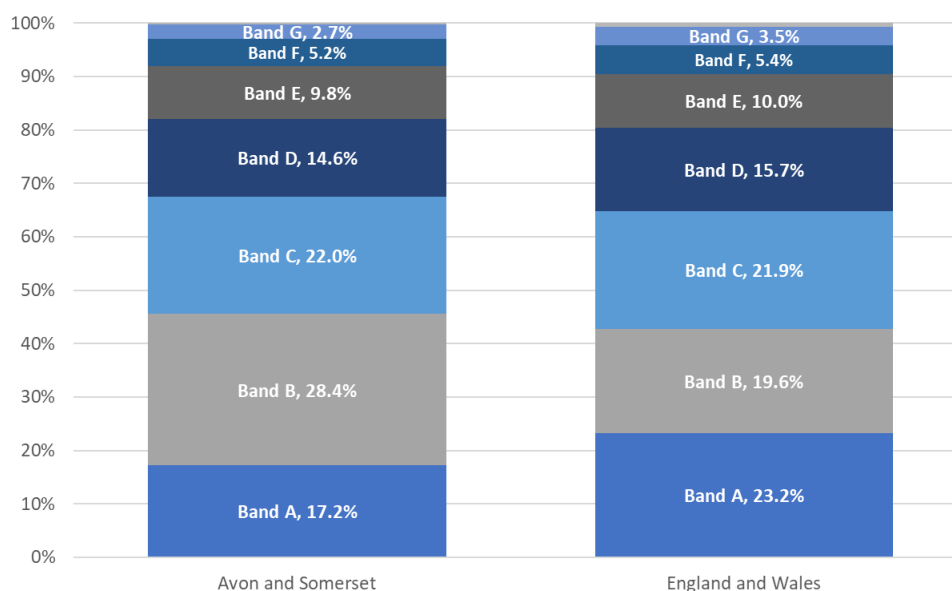 100%
90%
80%
70%
60%
50%
40%
30%
20%
10%
0%
Band G, 2.7%
Band F, 5.2%
Band E, 9.8%
Band D, 14.6%
Band C, 22.0%
Band B, 28.4%
Band A, 17.2%
Band G, 3.5%
Band F, 5.4%
Band E, 10.0%
Band D, 15.7%
Band C, 21.9%
Band B, 19.6%
Band A, 23.2%
Avon and Somerset
England and Wales